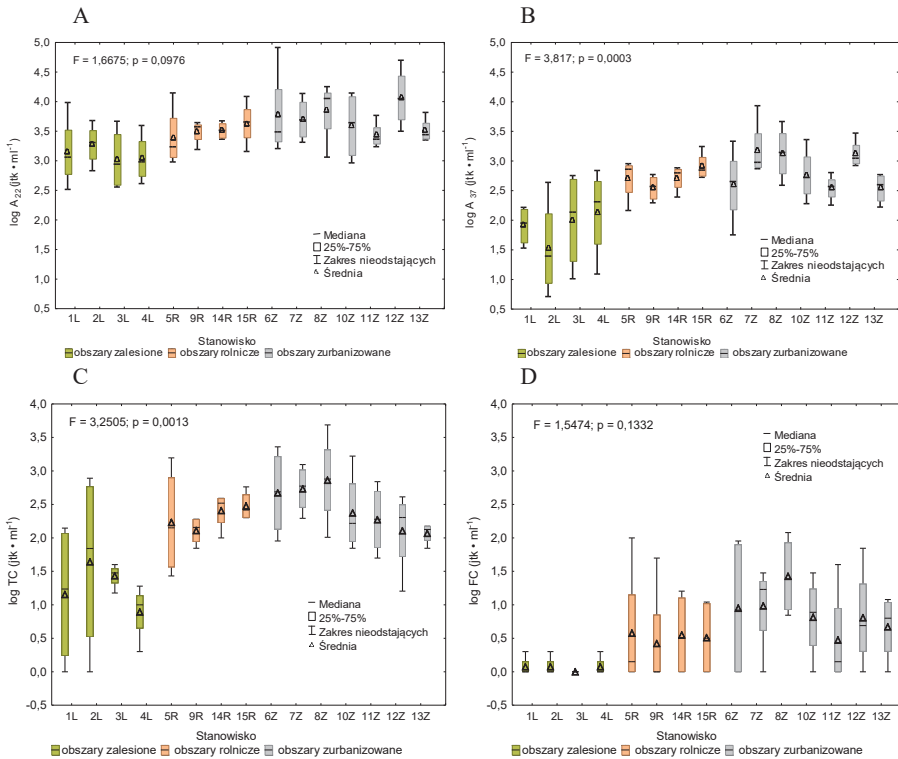 A
F = 1,6675; p = 0,0976
5,0
4,5
4,0
3,5
3,0
2,5
2,0
1,5
1,0
0,5
log A22 (jtk • ml-1)
Mediana
25%-75%
Zakres nieodstających
Średnia
1L 2L 3L 4L 5R 9R 14R 15R 6Z 7Z 8Z 10Z 11Z 12Z 13Z
Stanowisko
obszary zalesione obszary rolnicze obszary zurbanizowane
B
F = 3,817; p = 0,0003
5,0
4,5
4,0
3,5
3,0
2,5
2,0
1,5
1,0
0,5
log A 37 (jtk • ml-1)
Mediana
25%-75%
Zakres nieodstających
Średnia
1L 2L 3L 4L 5R 9R 14R 15R 6Z 7Z 8Z 10Z 11Z 12Z 13Z
Stanowisko
obszary zalesione obszary rolnicze obszary zurbanizowane
C
F = 3,2505; p = 0,0013
4,0
3,5
3,0
2,5
2,0
1,5
1,0
0,5
0,0
-0,5
log TC (jtk • ml-1)
Mediana
25%-75%
Zakres nieodstających
Średnia
1L 2L 3L 4L 5R 9R 14R 15R 6Z 7Z 8Z 10Z 11Z 12Z 13Z
Stanowisko
obszary zalesione obszary rolnicze obszary zurbanizowane
D
F = 1,5474; p = 0,1332
4,0
3,5
3,0
2,5
2,0
1,5
1,0
0,5
0,0
-0,5
log FC (jtk • ml-1)
Mediana
25%-75%
Zakres nieodstających
Średnia
1L 2L 3L 4L 5R 9R 14R 15R 6Z 7Z 8Z 10Z 11Z 12Z 13Z
Stanowisko
obszary zalesione obszary rolnicze obszary zurbanizowane